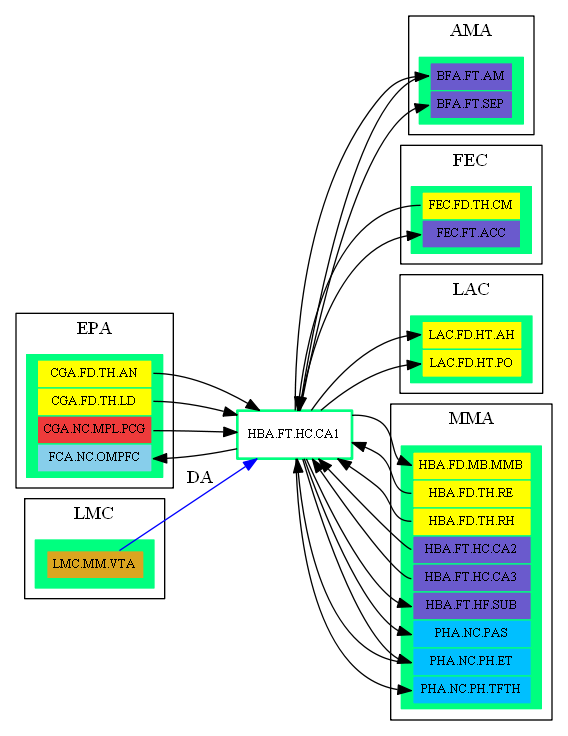 AMA
BFA.FT.AM
BFA.FT.SEP
FEC
FEC.FD.TH.CM
FEC.FT.ACC
LAC
LAC.FD.HT.AH
LAC.FD.HT.PO
EPA
CGA.FD.TH.AN
CGA.FD.TH.LD
CGA.NC.MPL.PCG
FCA.NC.OMPFC
HBA.FT.HC.CA1
DA
LMC
LMC.MM.VTA
MMA
HBA.FD.MB.MMB
HBA.FD.TH.RE
HBA.FD.TH.RH
HBA.FT.HC.CA2
HBA.FT.HC.CA3
HBA.FT.HF.SUB
PHA.NC.PAS
PHA.NC.PH.ET
PHA.NC.PH.TFTH